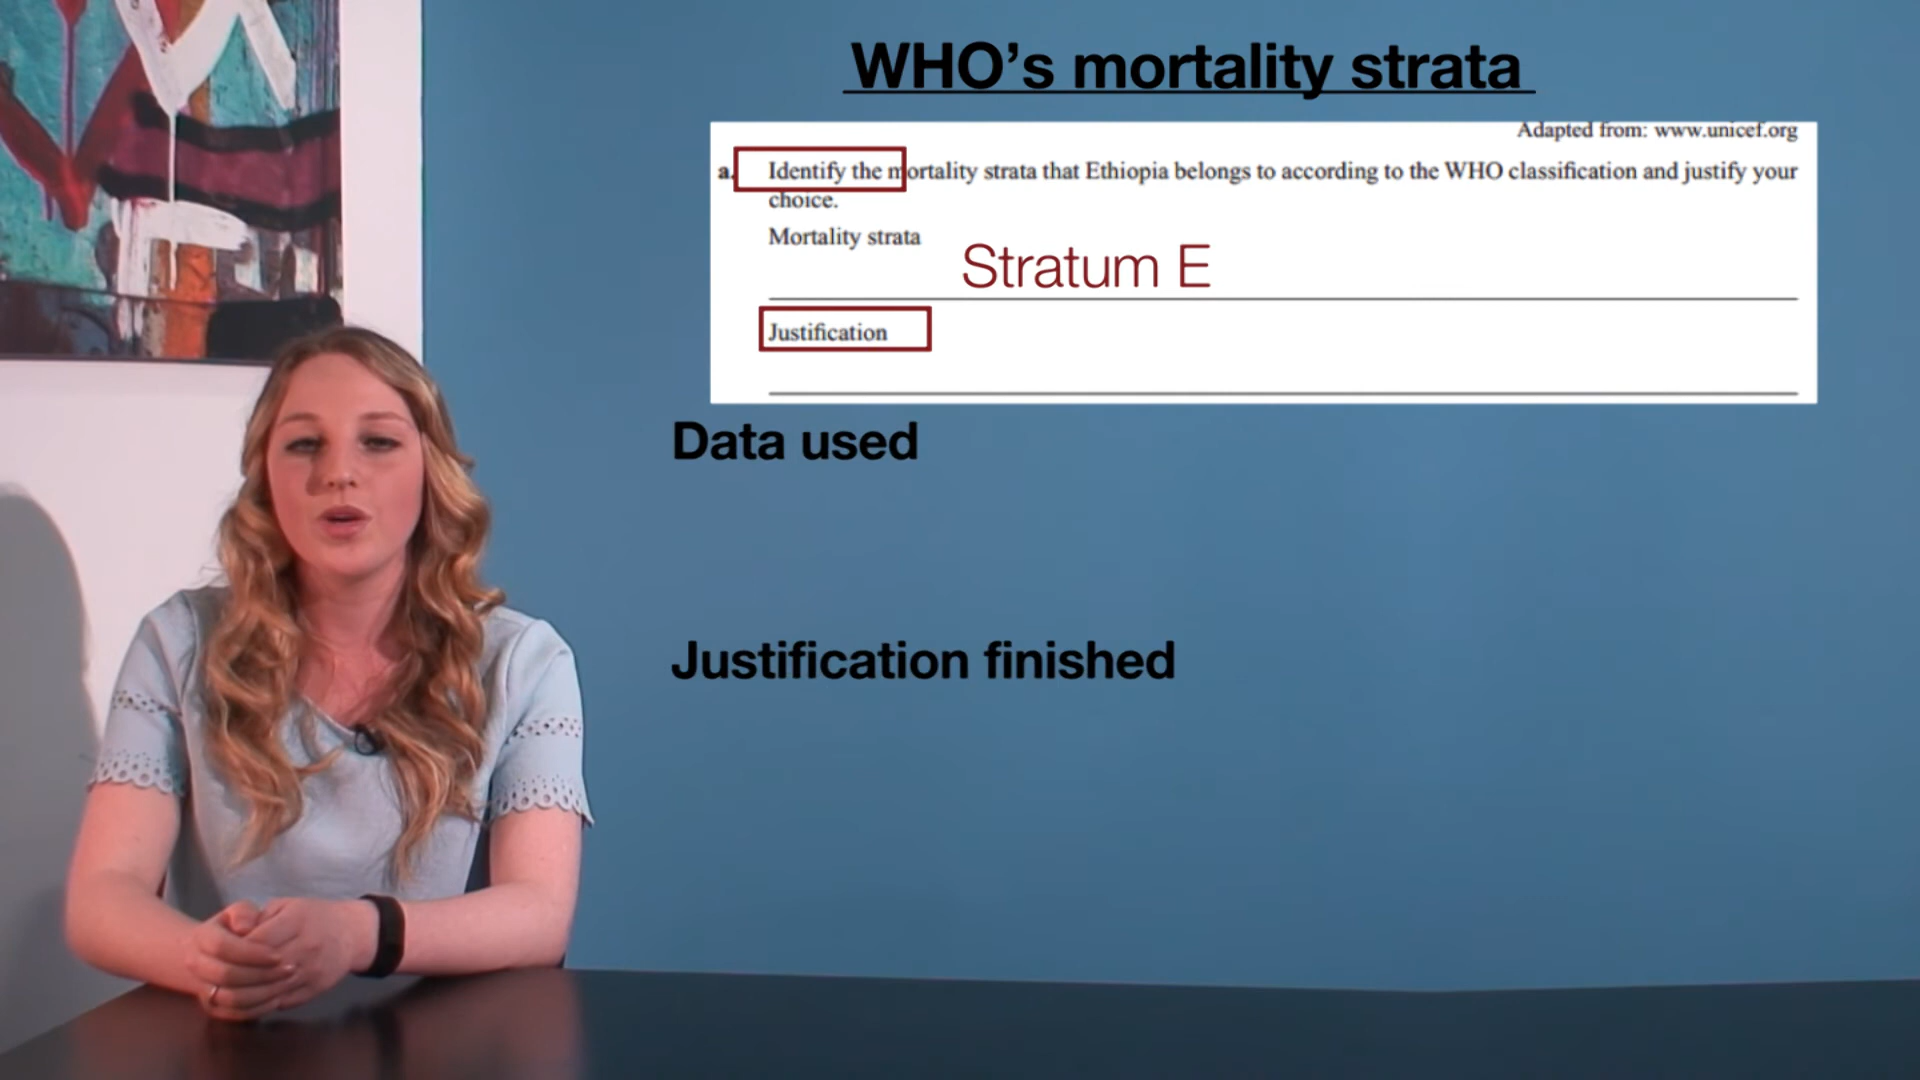 WHO's mortality strata
Adapted from: www.unicef.org
a. Identify the mortality strata that Ethiopia belongs to according to the WHO classification and justify your
choice.
Mortality strata
Stratum E
Justification
Data used
Justification finished